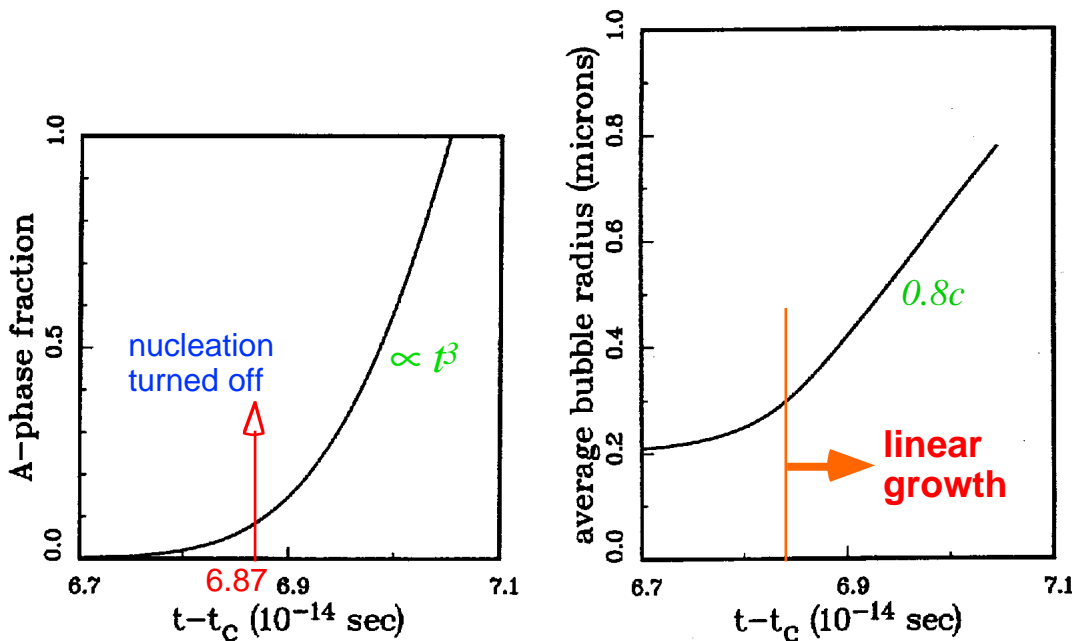 A−phase fraction
1.0
0.5
0.0
nucleation
turned off
∝ t³
6.7
6.87
6.9
7.1
t−t_c (10⁻¹⁴ sec)
average bubble radius (microns)
1.0
0.8
0.6
0.4
0.2
0.0
0.8c
linear
growth
6.7
6.9
7.1
t−t_c (10⁻¹⁴ sec)